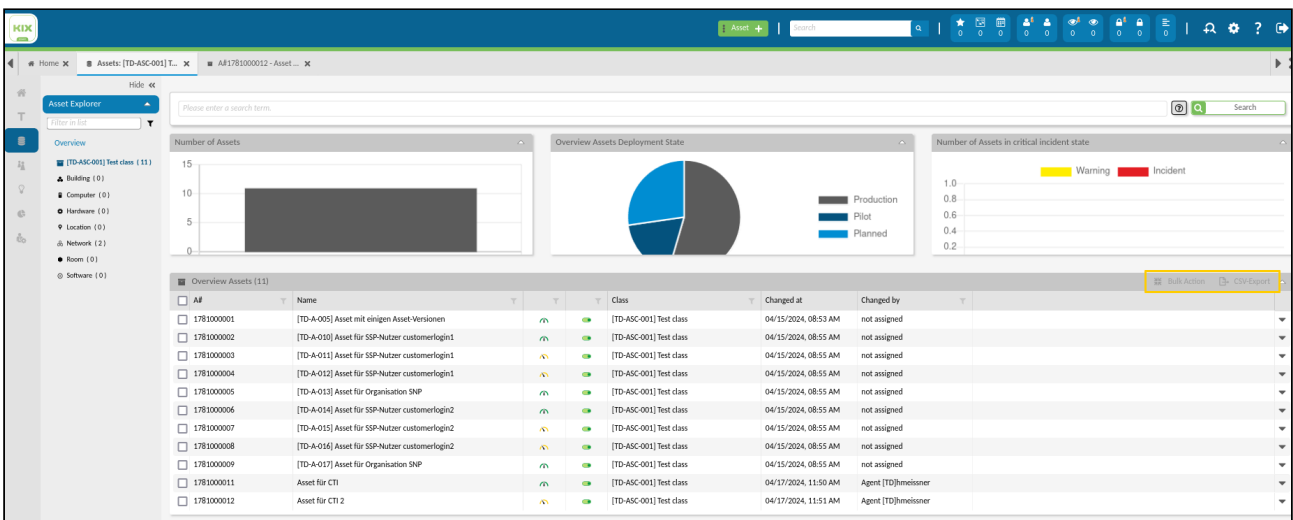 KIX
Asset +
Search
0 0 0 0 0 0 0 0 0 0
Home
Assets: [TD-ASC-001] T...
A#1781000012 - Asset ...
Hide
Asset Explorer
Filter in list
Overview
[TD-ASC-001] Test class ( 11 )
Building ( 0 )
Computer ( 0 )
Hardware ( 0 )
Location ( 0 )
Network ( 2 )
Room ( 0 )
Software ( 0 )
Please enter a search term.
Search
Number of Assets
15
10
5
0
Overview Assets Deployment State
Production
Pilot
Planned
Number of Assets in critical incident state
Warning Incident
1.0
0.8
0.6
0.4
0.2
Overview Assets (11)
Bulk Action CSV-Export
A# Name Class Changed at Changed by
1781000001 [TD-A-005] Asset mit einigen Asset-Versionen [TD-ASC-001] Test class 04/15/2024, 08:53 AM not assigned
1781000002 [TD-A-010] Asset für SSP-Nutzer customerlogin1 [TD-ASC-001] Test class 04/15/2024, 08:55 AM not assigned
1781000003 [TD-A-011] Asset für SSP-Nutzer customerlogin1 [TD-ASC-001] Test class 04/15/2024, 08:55 AM not assigned
1781000004 [TD-A-012] Asset für SSP-Nutzer customerlogin1 [TD-ASC-001] Test class 04/15/2024, 08:55 AM not assigned
1781000005 [TD-A-013] Asset für Organisation SNP [TD-ASC-001] Test class 04/15/2024, 08:55 AM not assigned
1781000006 [TD-A-014] Asset für SSP-Nutzer customerlogin2 [TD-ASC-001] Test class 04/15/2024, 08:55 AM not assigned
1781000007 [TD-A-015] Asset für SSP-Nutzer customerlogin2 [TD-ASC-001] Test class 04/15/2024, 08:55 AM not assigned
1781000008 [TD-A-016] Asset für SSP-Nutzer customerlogin2 [TD-ASC-001] Test class 04/15/2024, 08:55 AM not assigned
1781000009 [TD-A-017] Asset für Organisation SNP [TD-ASC-001] Test class 04/15/2024, 08:55 AM not assigned
1781000011 Asset für CTI [TD-ASC-001] Test class 04/17/2024, 11:50 AM Agent [TD]hmeissner
1781000012 Asset für CTI 2 [TD-ASC-001] Test class 04/17/2024, 11:51 AM Agent [TD]hmeissner